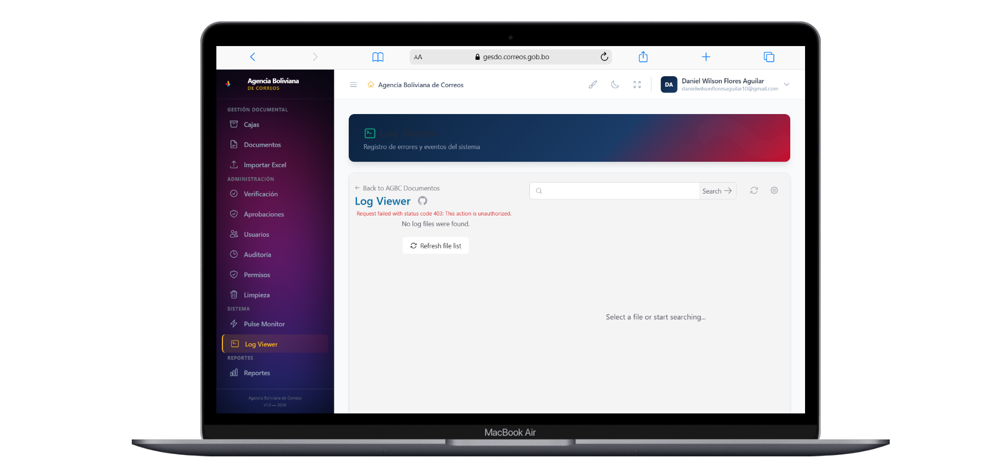 AA
gesdo.correos.gob.bo
Agencia Boliviana
DE CORREOS
GESTIÓN DOCUMENTAL
Cajas
Documentos
Importar Excel
ADMINISTRACIÓN
Verificación
Aprobaciones
Usuarios
Auditoría
Permisos
Limpieza
SISTEMA
Pulse Monitor
Log Viewer
REPORTES
Reportes
Agencia Boliviana de Correos
v1.0 — 2026
Agencia Boliviana de Correos
DA
Daniel Wilson Flores Aguilar
danielwilsonfloresaguilar10@gmail.com
Log Viewer
Registro de errores y eventos del sistema
Back to AGBC Documentos
Log Viewer
Request failed with status code 403: This action is unauthorized.
No log files were found.
Refresh file list
Search
Select a file or start searching...
MacBook Air